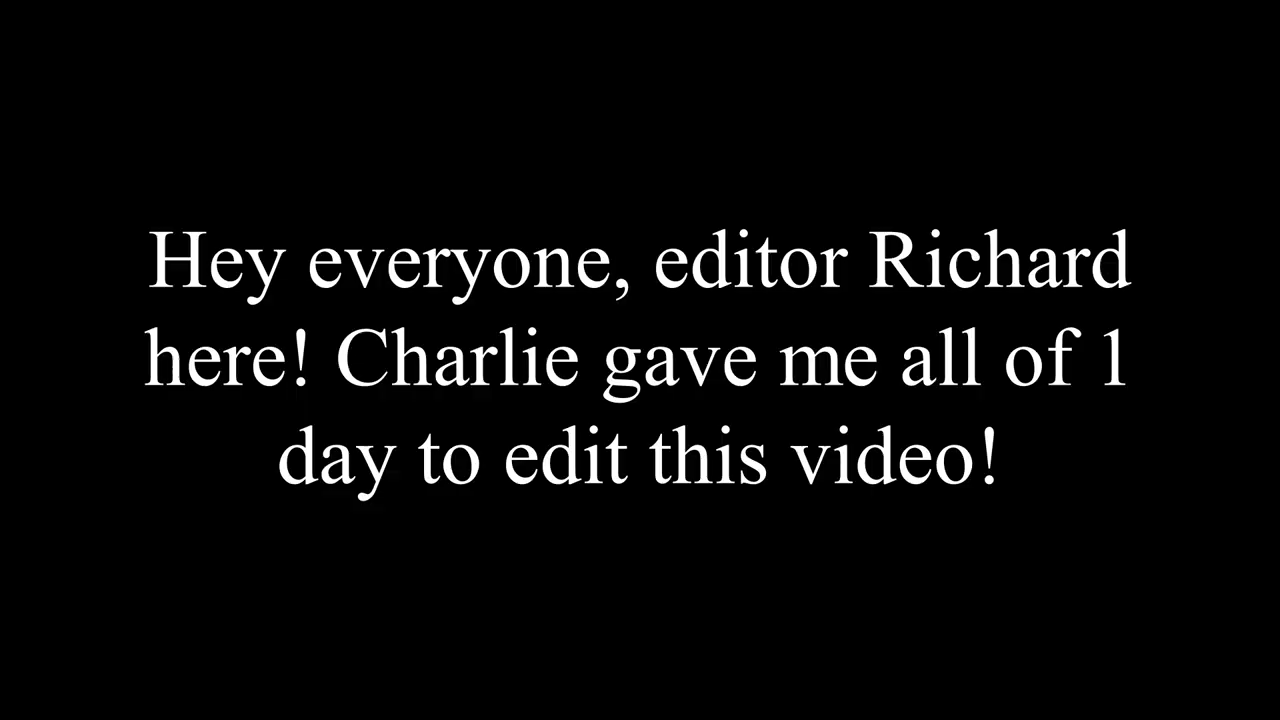 Hey everyone, editor Richard
here! Charlie gave me all of 1
day to edit this video!